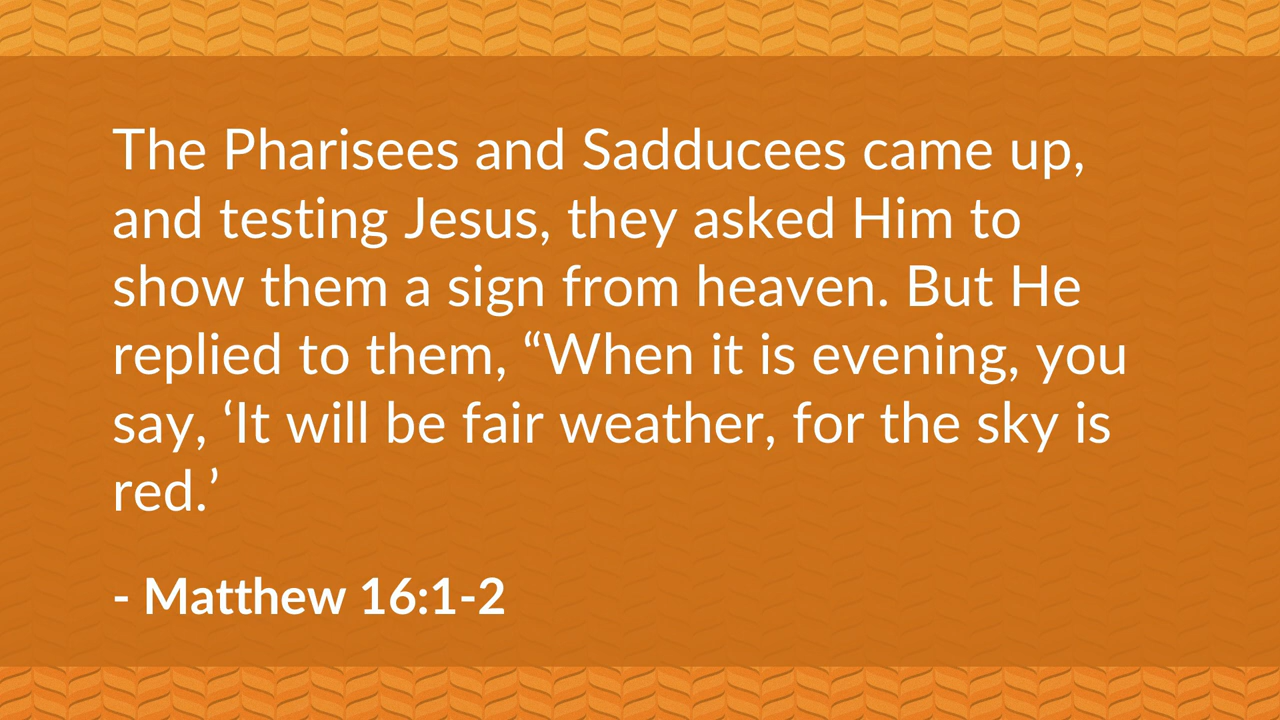 The Pharisees and Sadducees came up,
and testing Jesus, they asked Him to
show them a sign from heaven. But He
replied to them, “When it is evening, you
say, ‘It will be fair weather, for the sky is
red.’
- Matthew 16:1-2